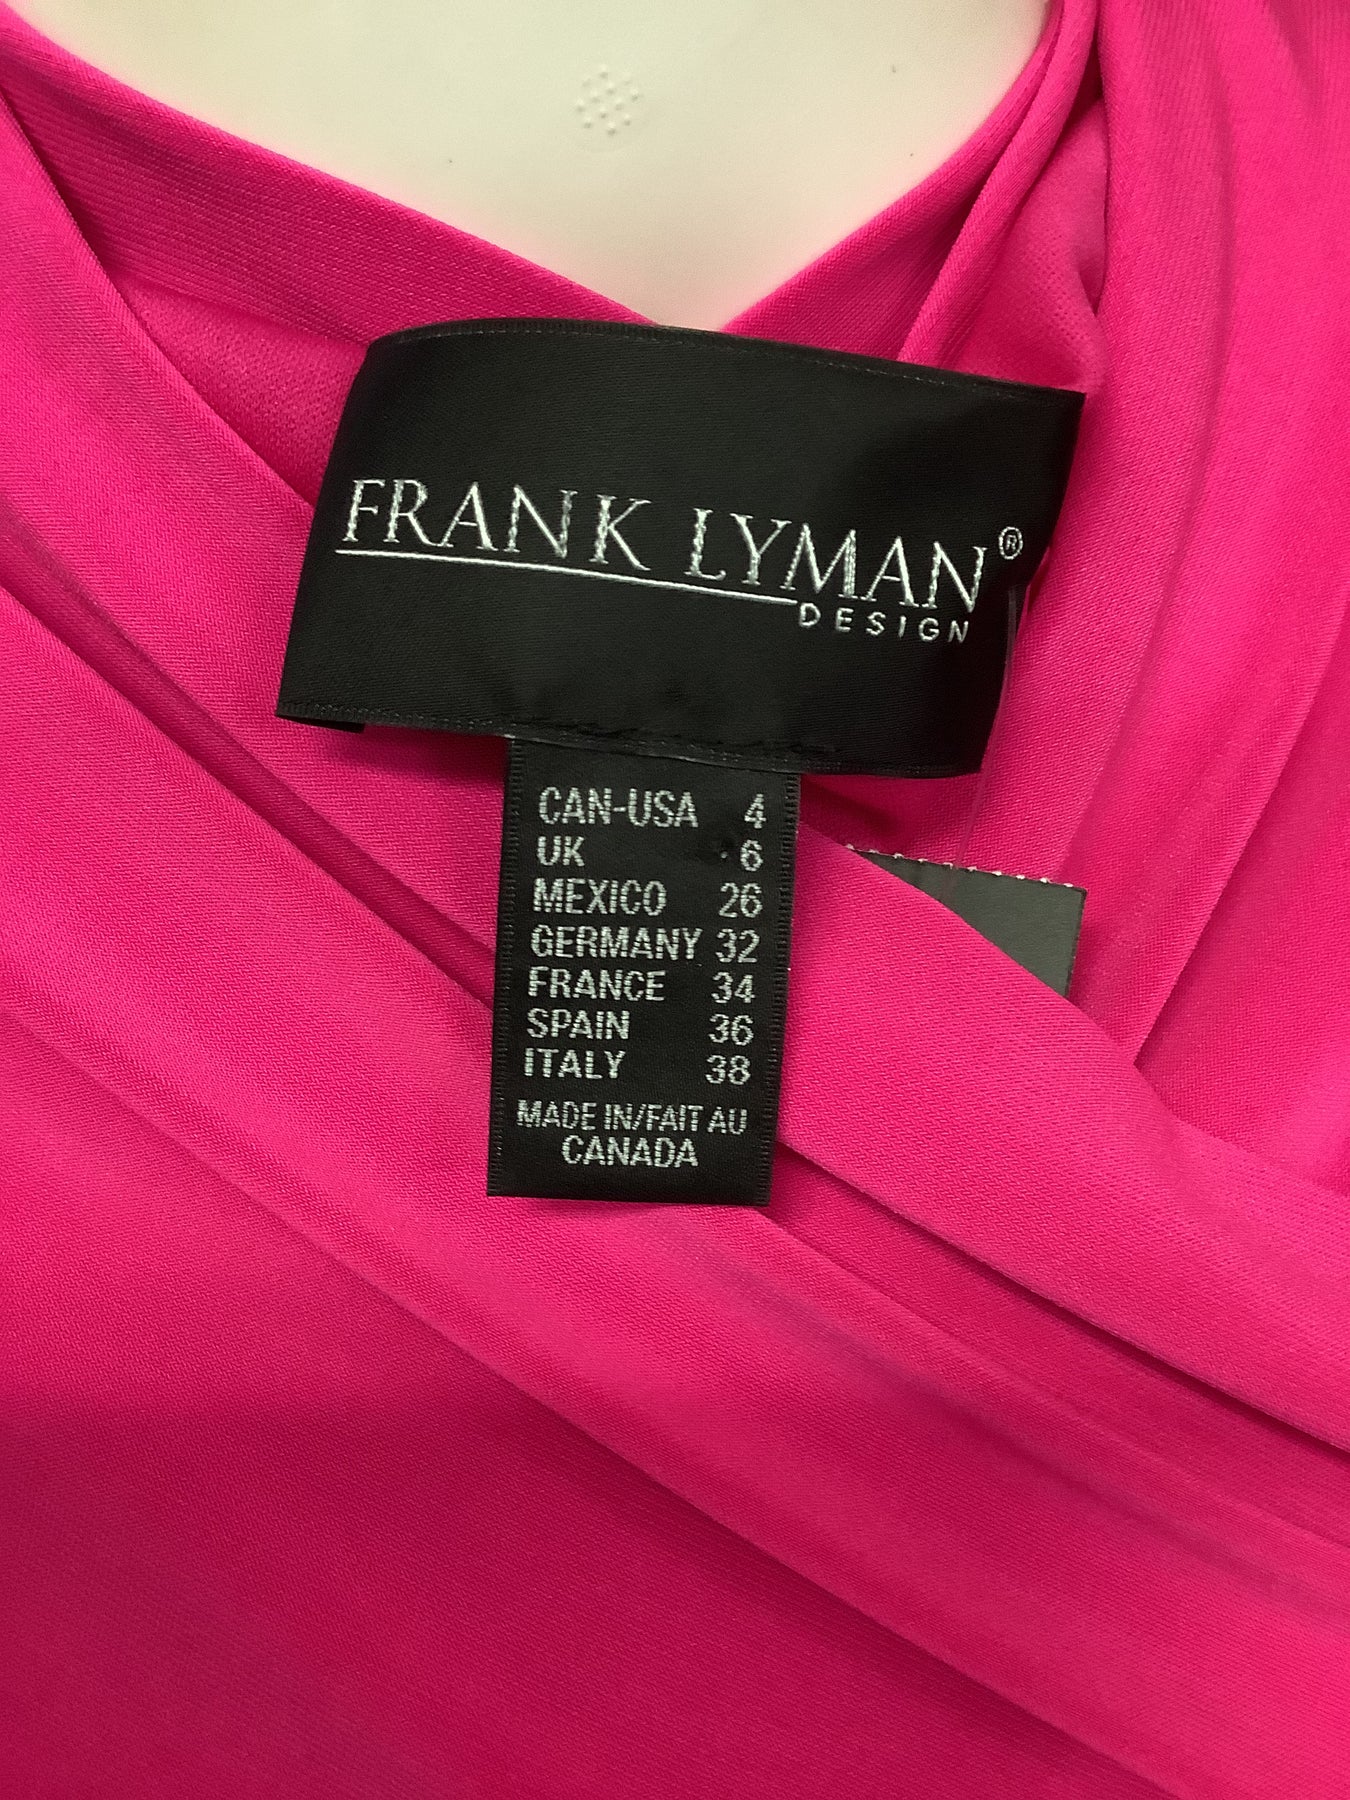 FRANK LYMAN®
DESIGN
CAN-USA 4
UK 6
MEXICO 26
GERMANY 32
FRANCE 34
SPAIN 36
ITALY 38
MADE IN/FAIT AU
CANADA